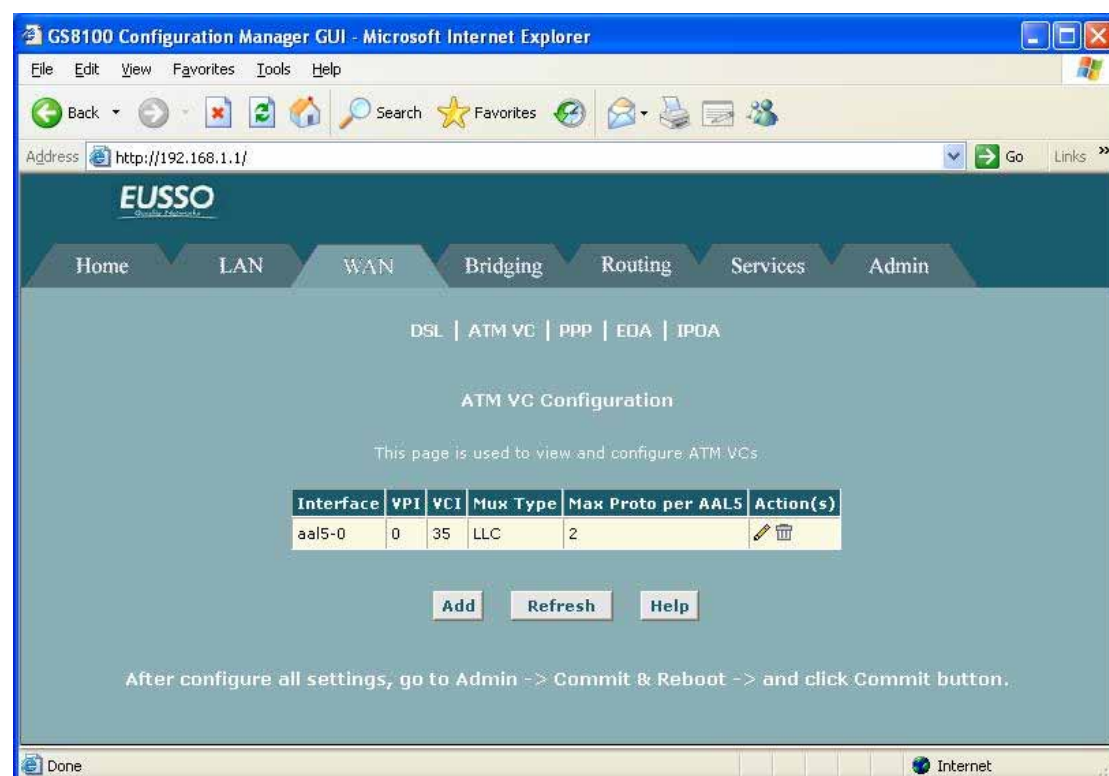 GS8100 Configuration Manager GUI - Microsoft Internet Explorer
File Edit View Favorites Tools Help
Back Search Favorites
Address http://192.168.1.1/ Go Links »
EUSSO
Quality Networks
Home LAN WAN Bridging Routing Services Admin
DSL | ATM VC | PPP | EOA | IPOA
ATM VC Configuration
This page is used to view and configure ATM VCs
Interface VPI VCI Mux Type Max Proto per AAL5 Action(s)
aal5-0 0 35 LLC 2
Add Refresh Help
After configure all settings, go to Admin -> Commit & Reboot -> and click Commit button.
Done Internet